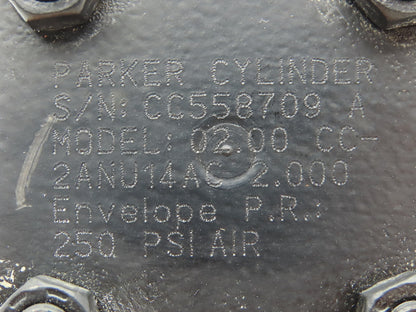 PARKER CYLINDER
S/N: CC558709 A
MODEL: 02.00 CC-
2ANU14AC 2.000
Envelope P.R.:
250 PSI AIR